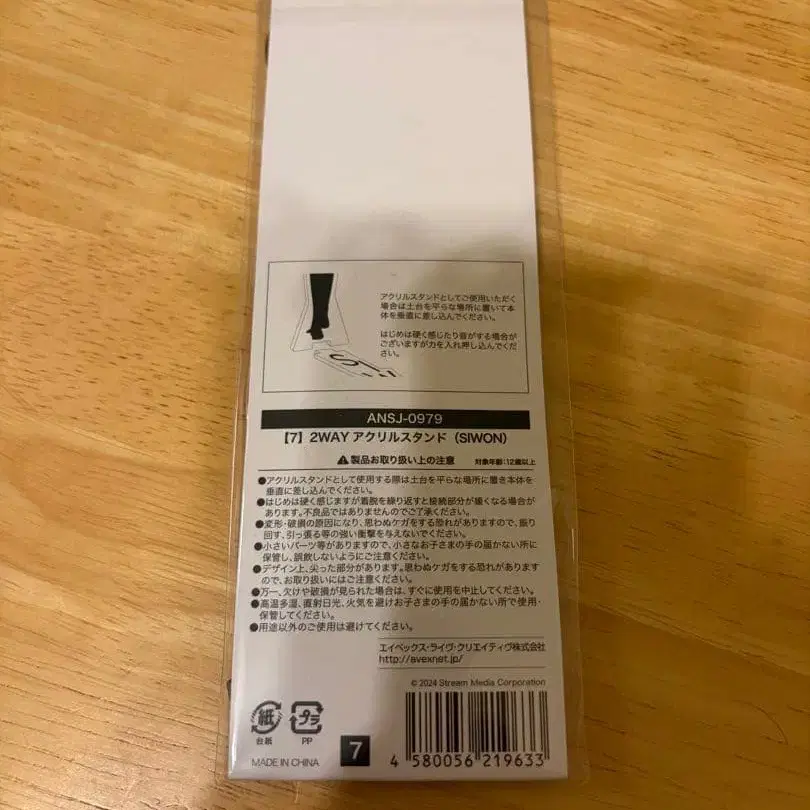 アクリルスタンドとしてご使用いただく
場合は土台を平らな場所に置いて本
体を垂直に差し込んでください。
はじめは硬く感じたり音がする場合が
ございますが力を入れ押し込んでくだ
さい。
ANSJ-0979
【7】2WAY アクリルスタンド（SIWON）
⚠製品お取り扱い上の注意 対象年齢:12歳以上
●アクリルスタンドとして使用する際は土台を平らな場所に置き本体を
垂直に差し込んでください。
●はじめは硬く感じますが着脱を繰り返すと接続部分が緩くなる場合が
あります。不良品ではありませんのでご了承ください。
●変形・破損の原因になり、思わぬケガをする恐れがありますので、振り
回す、引っ張る等の強い衝撃を与えないでください。
●小さいパーツ等がありますので、小さなお子さまの手の届かない所に
保管し、誤飲しないようにご注意ください。
●デザイン上、尖った部分があります。思わぬケガをする恐れがあります
ので、お取り扱いにはご注意ください。
●万一、欠けや破損が見られた場合は、すぐに使用を中止してください。
●高温多湿、直射日光、火気を避けお子さまの手の届かない所で使用・
保管してください。
●用途以外のご使用は避けてください。
エイベックス・ライヴ・クリエイティヴ株式会社
http://avexnet.jp/
© 2024 Stream Media Corporation
紙 プラ
台紙 PP
MADE IN CHINA
7
4 580056 219633